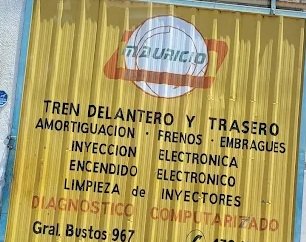 MAURICIO
TREN DELANTERO Y TRASERO
AMORTIGUACION · FRENOS · EMBRAGUES
INYECCION ELECTRONICA
ENCENDIDO ELECTRONICO
LIMPIEZA de INYECTORES
DIAGNOSTICO COMPUTARIZADO
Gral. Bustos 967